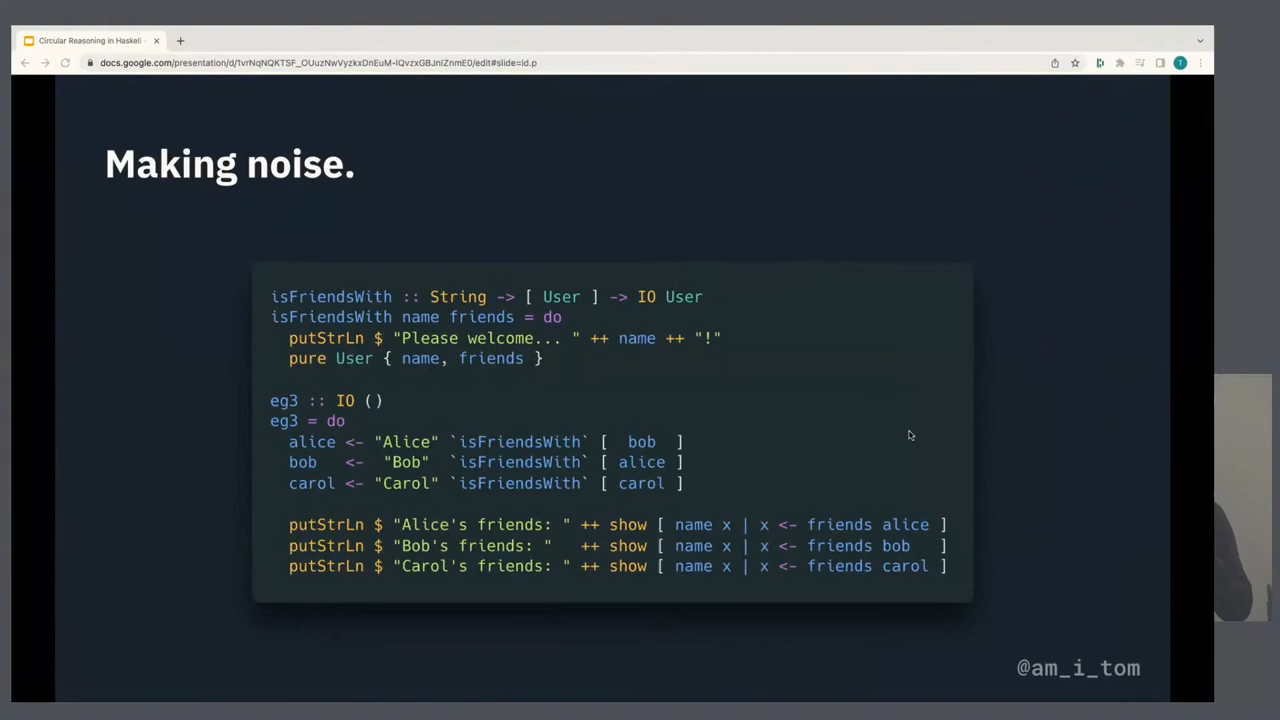 Circular Reasoning in Haskell -
docs.google.com/presentation/d/1vrNqNQKTSF_OUuzNwVyzkxDnEuM-lQvzxGBJnlZnmE0/edit#slide=id.p
T
Making noise.
isFriendsWith :: String -> [ User ] -> IO User
isFriendsWith name friends = do
  putStrLn $ "Please welcome... " ++ name ++ "!"
  pure User { name, friends }
eg3 :: IO ()
eg3 = do
  alice <- "Alice" `isFriendsWith` [  bob  ]
  bob   <-  "Bob"  `isFriendsWith` [ alice ]
  carol <- "Carol" `isFriendsWith` [ carol ]
  putStrLn $ "Alice's friends: " ++ show [ name x | x <- friends alice ]
  putStrLn $ "Bob's friends: "   ++ show [ name x | x <- friends bob   ]
  putStrLn $ "Carol's friends: " ++ show [ name x | x <- friends carol ]
@am_i_tom